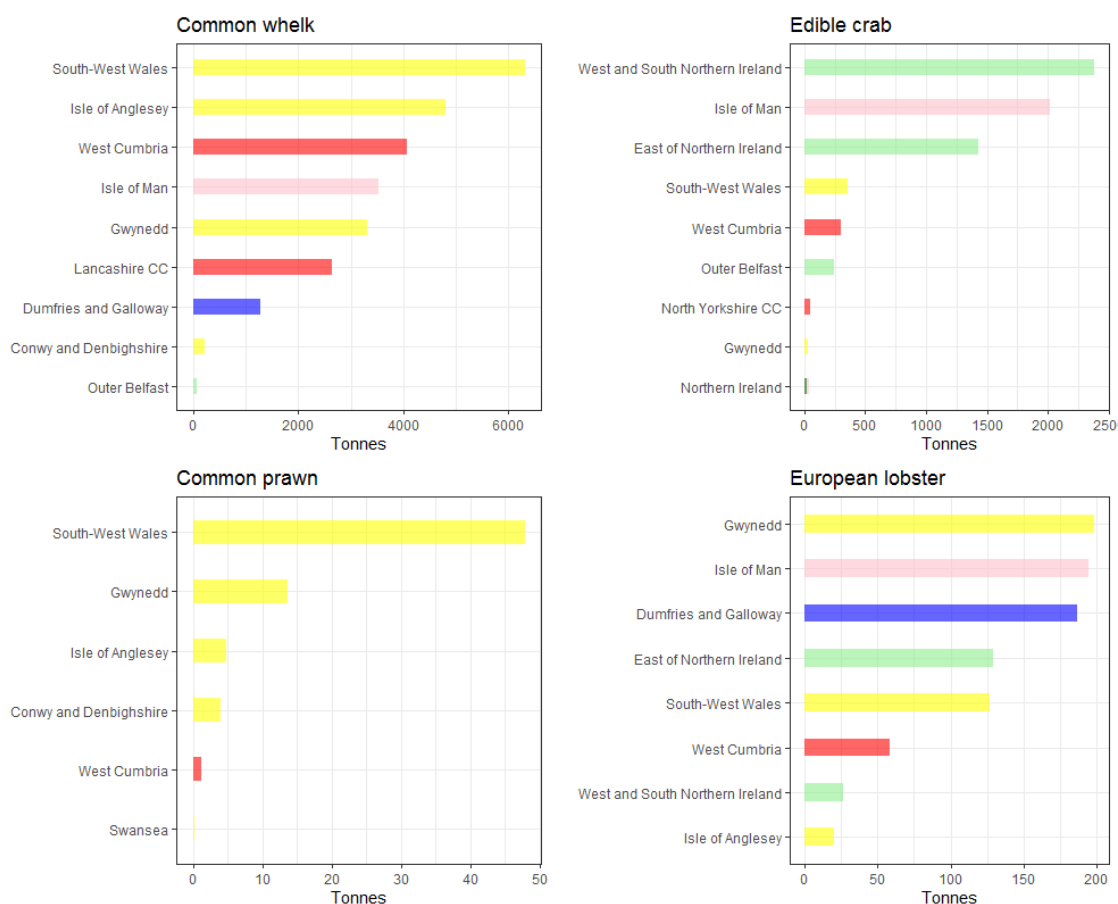 Common whelk
South-West Wales
Isle of Anglesey
West Cumbria
Isle of Man
Gwynedd
Lancashire CC
Dumfries and Galloway
Conwy and Denbighshire
Outer Belfast
0 2000 4000 6000
Tonnes
Edible crab
West and South Northern Ireland
Isle of Man
East of Northern Ireland
South-West Wales
West Cumbria
Outer Belfast
North Yorkshire CC
Gwynedd
Northern Ireland
0 500 1000 1500 2000 250
Tonnes
Common prawn
South-West Wales
Gwynedd
Isle of Anglesey
Conwy and Denbighshire
West Cumbria
Swansea
0 10 20 30 40 50
Tonnes
European lobster
Gwynedd
Isle of Man
Dumfries and Galloway
East of Northern Ireland
South-West Wales
West Cumbria
West and South Northern Ireland
Isle of Anglesey
0 50 100 150 200
Tonnes